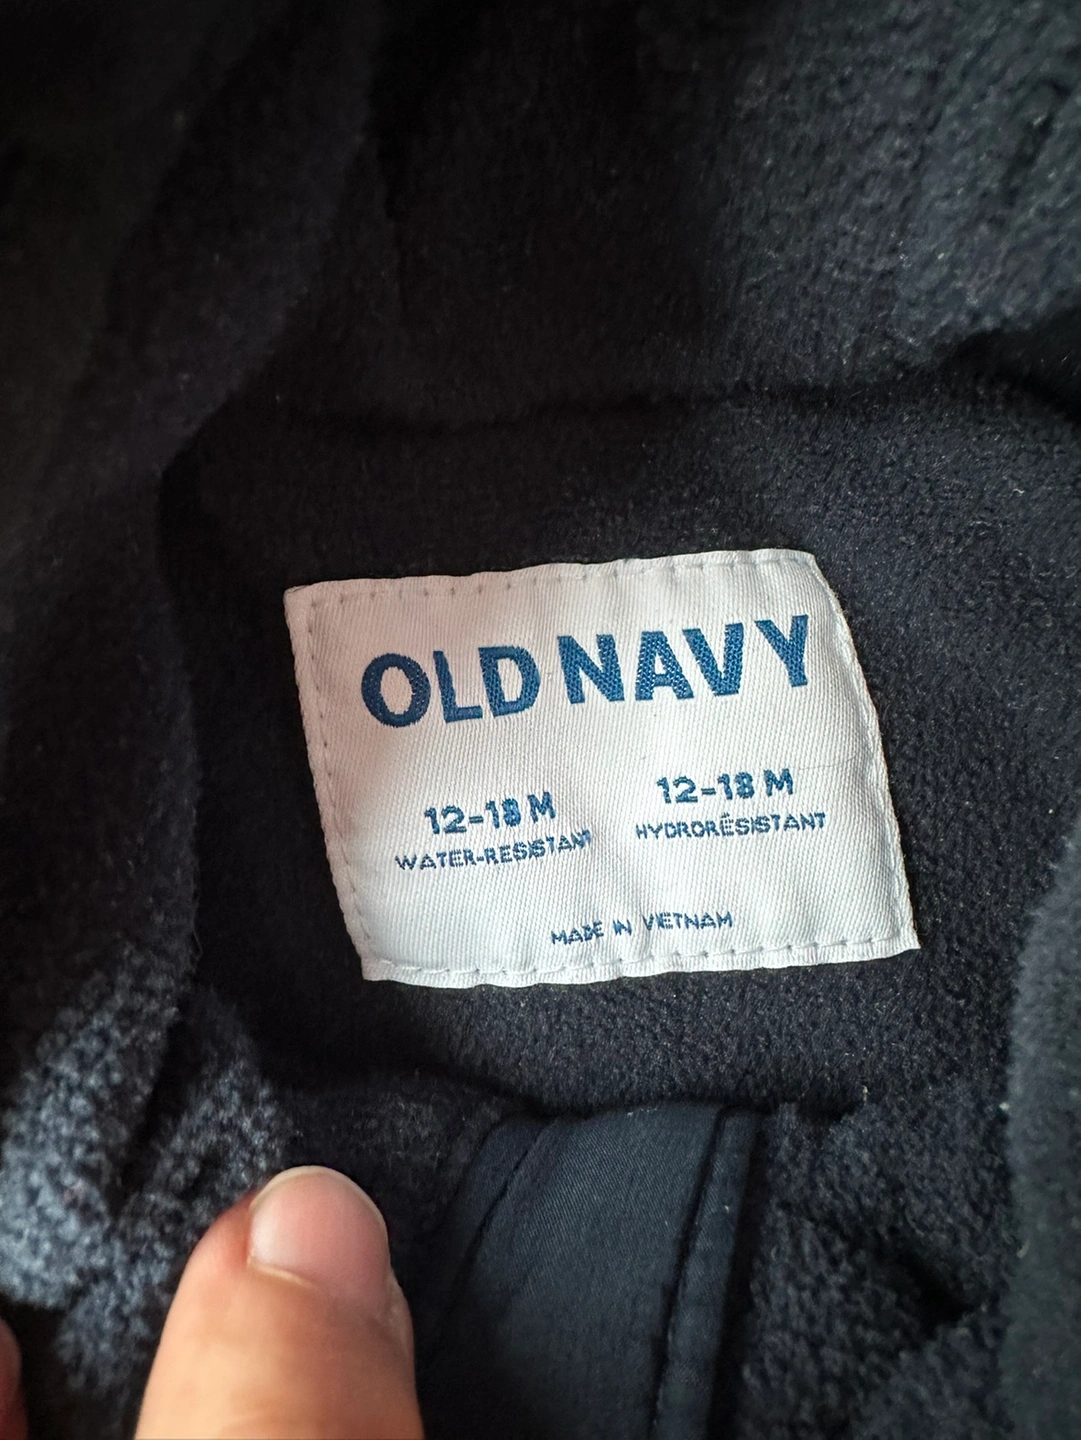 OLD NAVY
12-18 M 12-18 M
WATER-RESISTANT HYDRORÉSISTANT
MADE IN VIETNAM